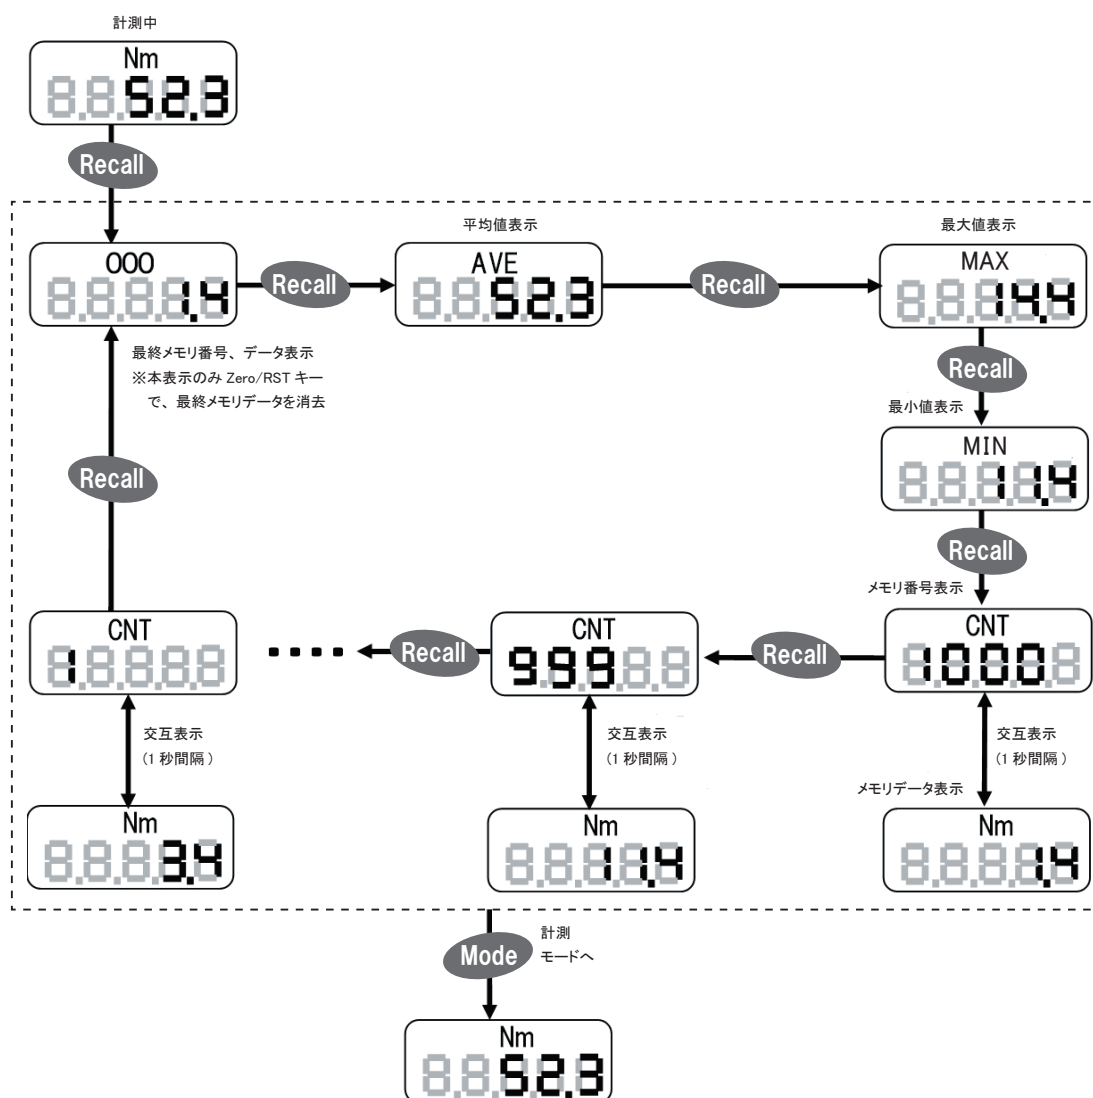 計測中
Nm
52.3
Recall
平均値表示
最大値表示
000
1.4
Recall
AVE
52.3
Recall
MAX
14.4
最終メモリ番号、データ表示
※本表示のみ Zero/RST キー
で、最終メモリデータを消去
Recall
最小値表示
MIN
11.4
Recall
Recall
メモリ番号表示
CNT
1
Recall
CNT
999
Recall
CNT
1000
交互表示
(1 秒間隔)
交互表示
(1 秒間隔)
交互表示
(1 秒間隔)
メモリデータ表示
Nm
3.4
Nm
11.4
Nm
1.4
Mode
計測
モードへ
Nm
52.3